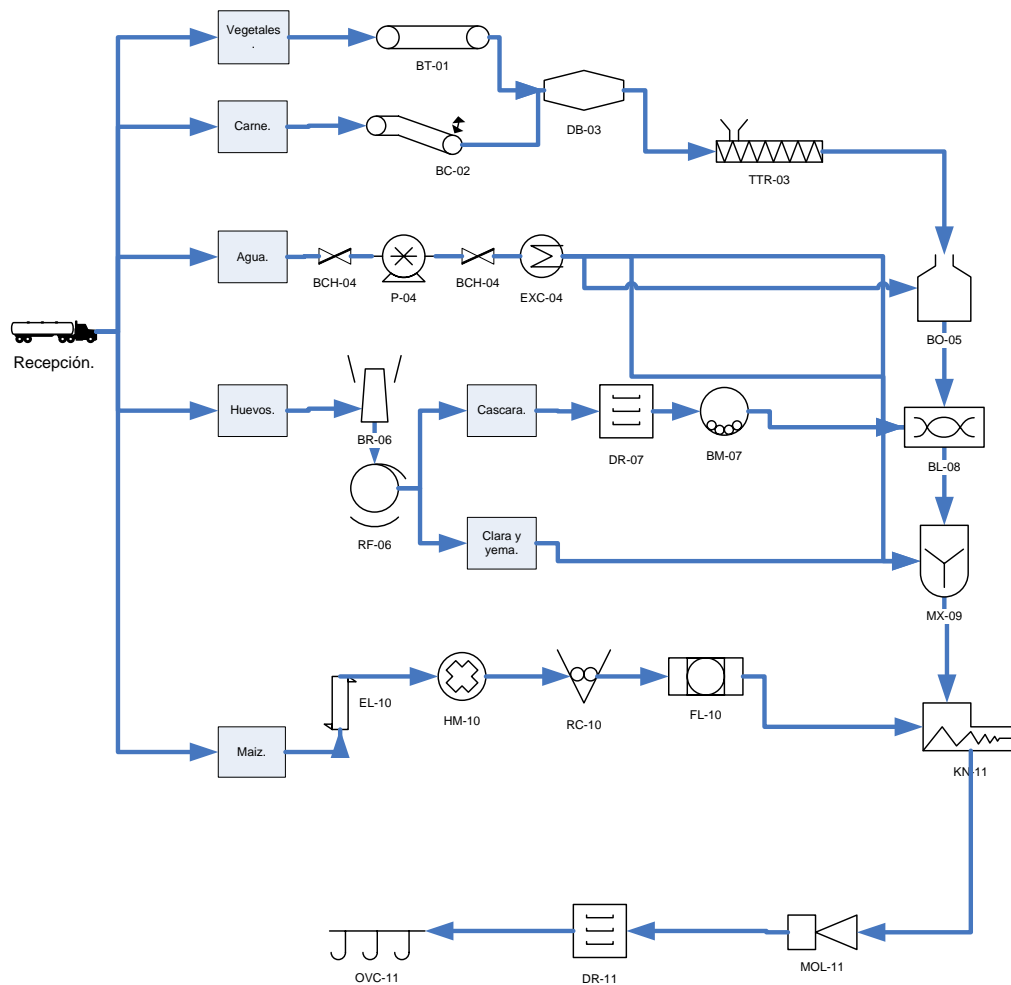 Vegetales
.
BT-01
Carne.
BC-02
DB-03
TTR-03
Agua.
BCH-04
P-04
BCH-04
EXC-04
BO-05
Recepción.
Huevos.
BR-06
RF-06
Cascara.
DR-07
BM-07
BL-08
Clara y
yema.
MX-09
Maiz.
EL-10
HM-10
RC-10
FL-10
KN-11
OVC-11
DR-11
MOL-11